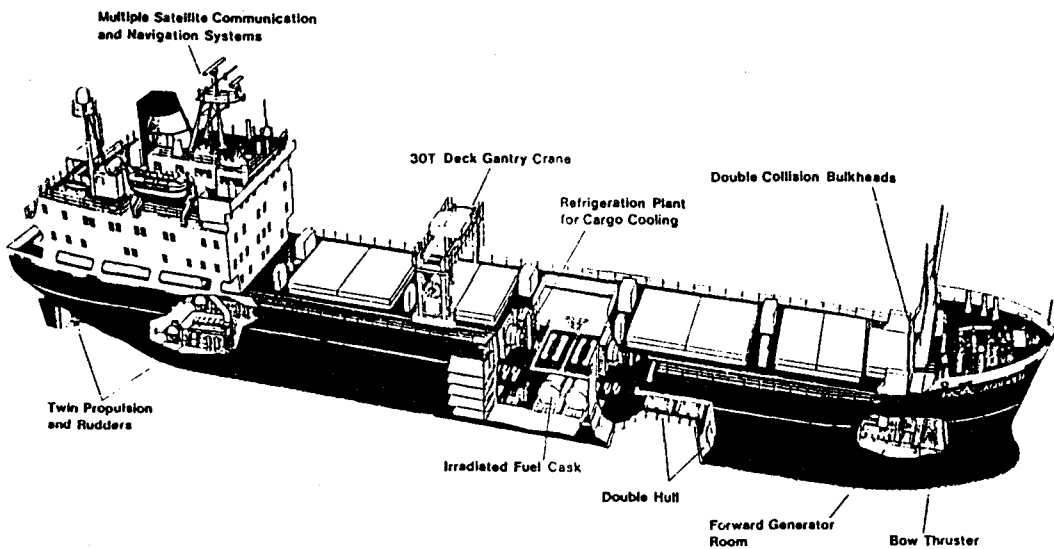 Multiple Satellite Communication
and Navigation Systems
30T Deck Gantry Crane
Double Collision Bulkheads
Refrigeration Plant
for Cargo Cooling
Twin Propulsion
and Rudders
Irradiated Fuel Cask
Double Hull
Forward Generator
Room
Bow Thruster